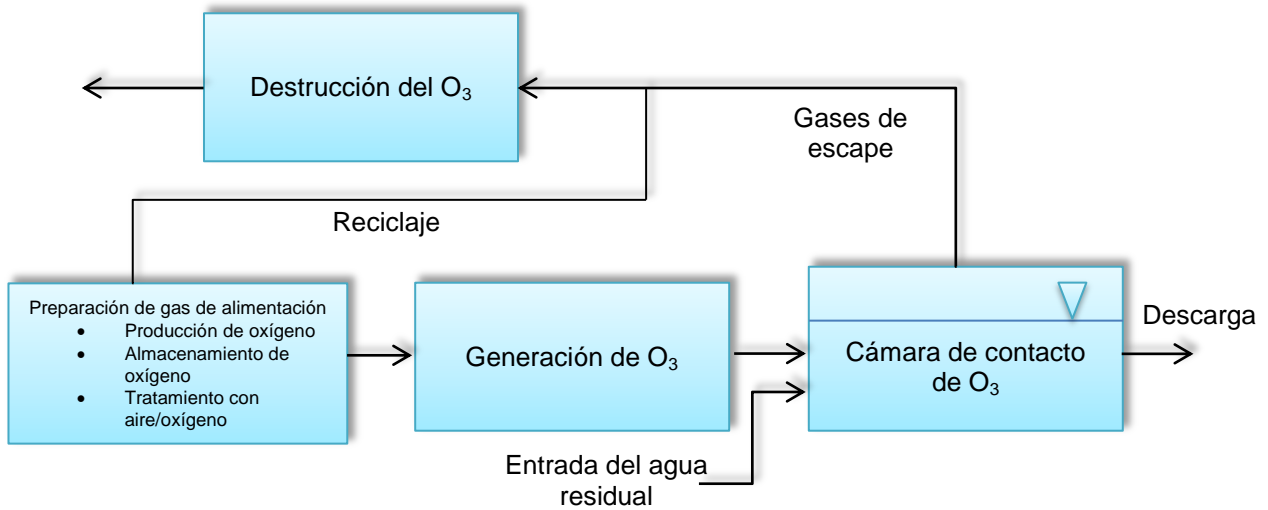 Destrucción del O₃
Gases de
escape
Reciclaje
Preparación de gas de alimentación
• Producción de oxígeno
• Almacenamiento de
oxígeno
• Tratamiento con
aire/oxígeno
Generación de O₃
Cámara de contacto
de O₃
Descarga
Entrada del agua
residual